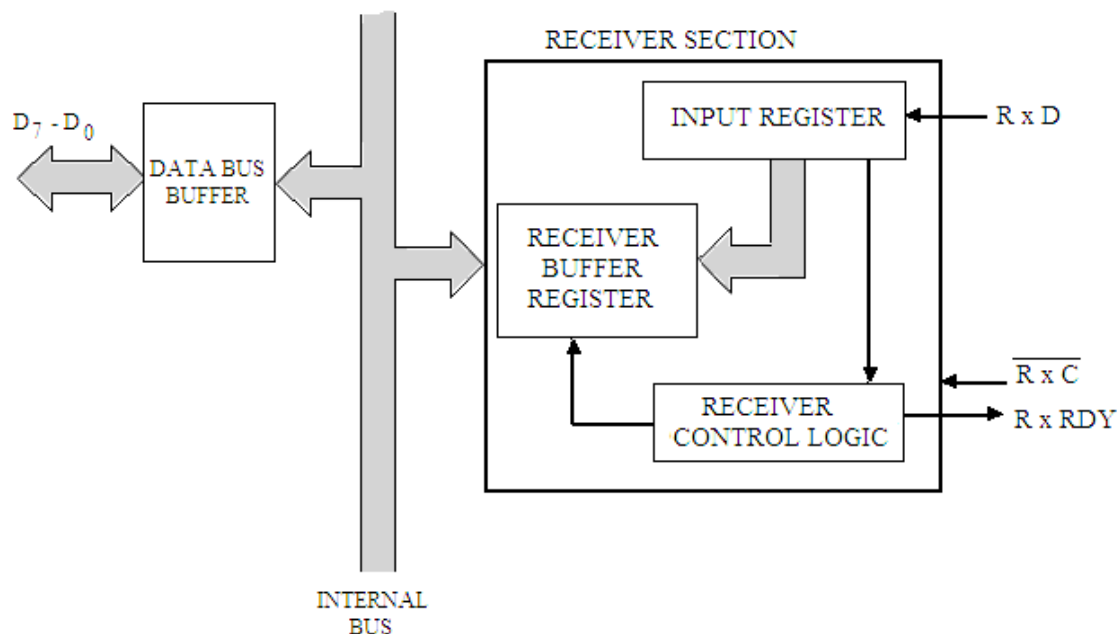 RECEIVER SECTION
D7 - D0
DATA BUS
BUFFER
INPUT REGISTER
R x D
RECEIVER
BUFFER
REGISTER
R x C
R x RDY
RECEIVER
CONTROL LOGIC
INTERNAL
BUS